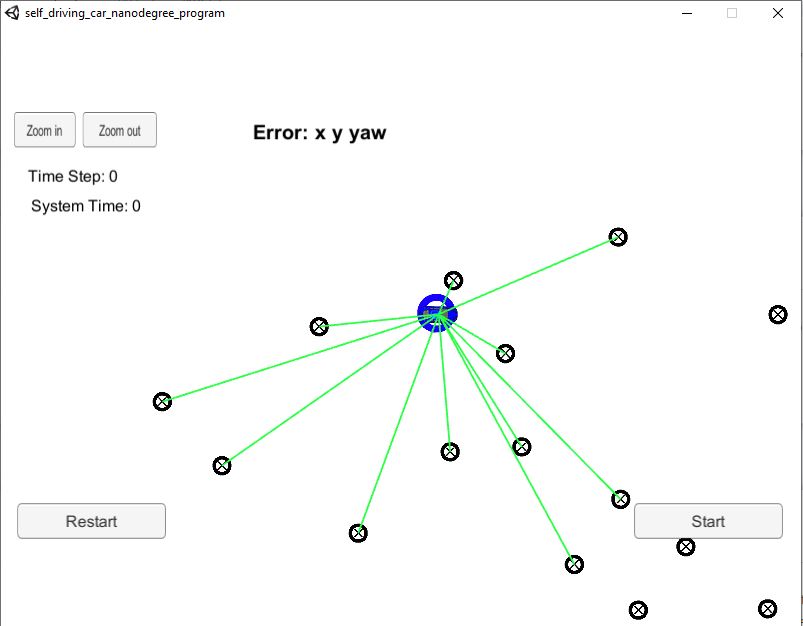 self_driving_car_nanodegree_program
Zoom in
Zoom out
Error: x y yaw
Time Step: 0
System Time: 0
Restart
Start